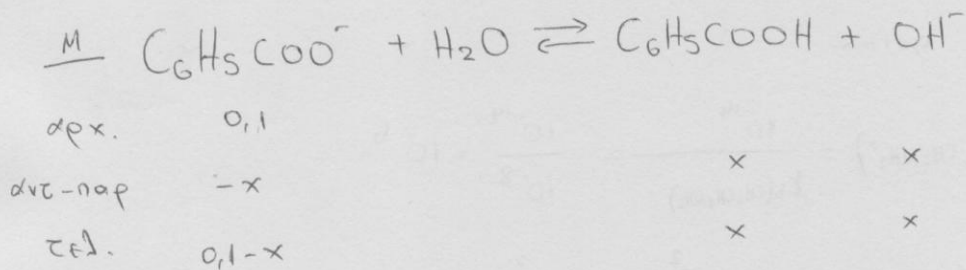 M C₆H₅COO⁻ + H₂O ⇌ C₆H₅COOH + OH⁻
αρχ. 0,1
αντ-παρ -x x x
τελ. 0,1-x x x